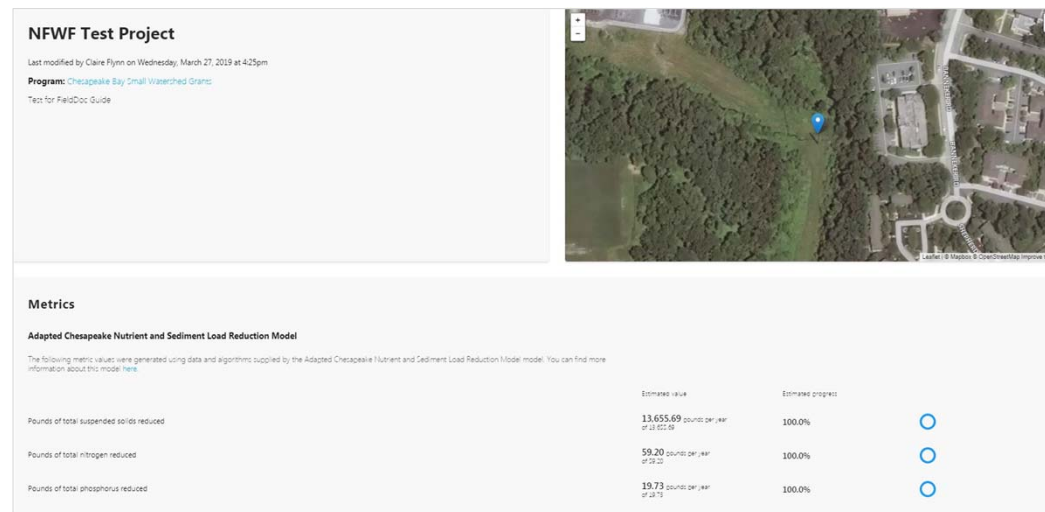 NFWF Test Project
Last modified by Claire Flynn on Wednesday, March 27, 2019 at 4:25pm
Program: Chesapeake Bay Small Watershed Grants
Test for FieldDoc Guide
+
-
Leaflet | © Mapbox © OpenStreetMap Improve
Metrics
Adapted Chesapeake Nutrient and Sediment Load Reduction Model
The following metric values were generated using data and algorithms supplied by the Adapted Chesapeake Nutrient and Sediment Load Reduction Model model. You can find more
information about this model here.
Estimated value Estimated progress
Pounds of total suspended solids reduced 13,655.69 pounds per year 100.0%
of 13,655.69
Pounds of total nitrogen reduced 59.20 pounds per year 100.0%
of 59.20
Pounds of total phosphorus reduced 19.73 pounds per year 100.0%
of 19.73